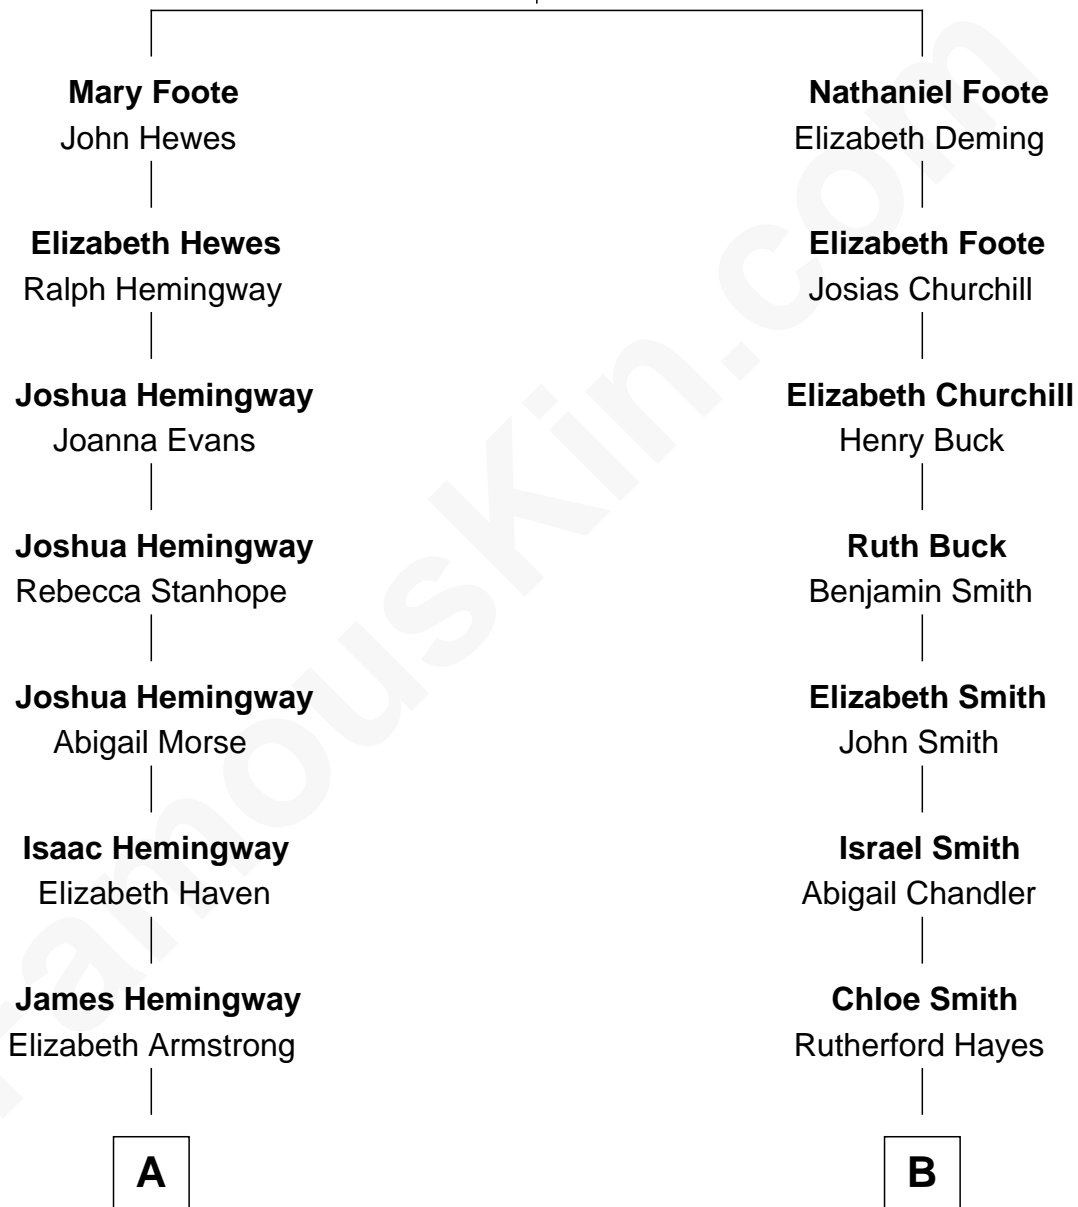 Mary Foote
John Hewes
Nathaniel Foote
Elizabeth Deming
Elizabeth Hewes
Ralph Hemingway
Elizabeth Foote
Josias Churchill
Joshua Hemingway
Joanna Evans
Elizabeth Churchill
Henry Buck
Joshua Hemingway
Rebecca Stanhope
Ruth Buck
Benjamin Smith
Joshua Hemingway
Abigail Morse
Elizabeth Smith
John Smith
Isaac Hemingway
Elizabeth Haven
Israel Smith
Abigail Chandler
James Hemingway
Elizabeth Armstrong
Chloe Smith
Rutherford Hayes
A
B
FamousKin.com